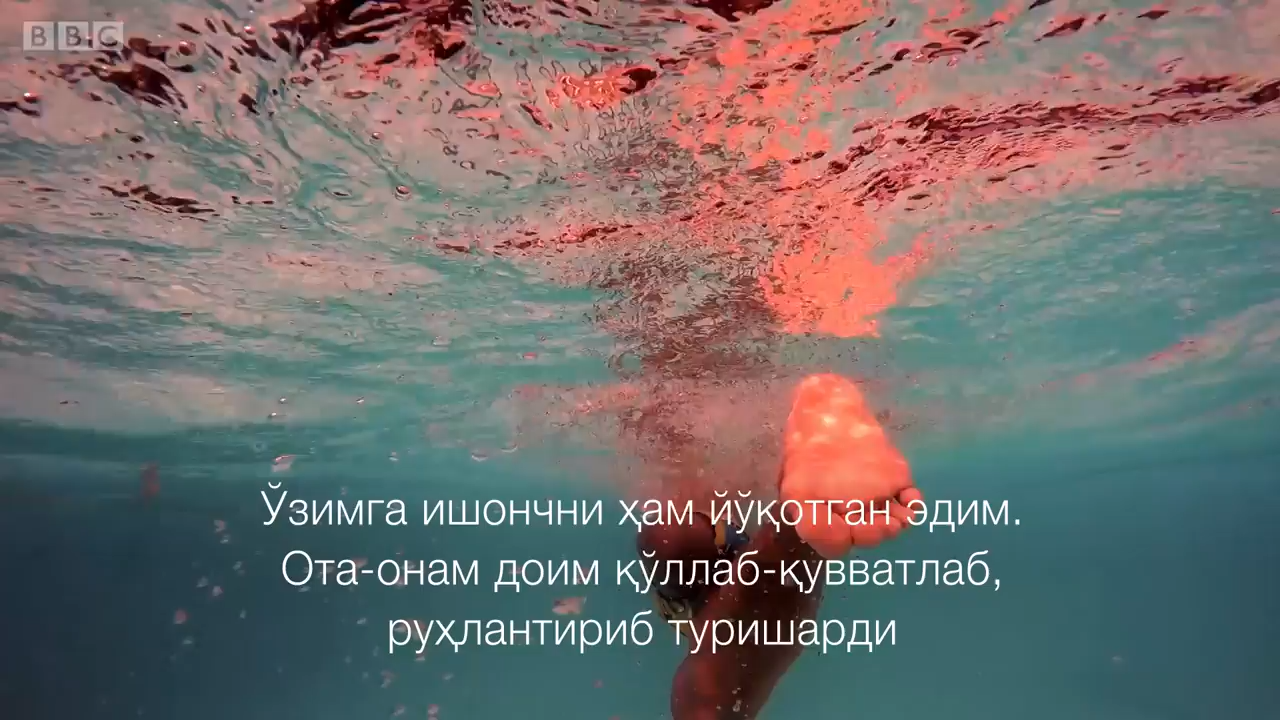 BBC
Ўзимга ишончни ҳам йўқотган эдим.
Ота-онам доим қўллаб-қувватлаб,
руҳлантириб туришарди